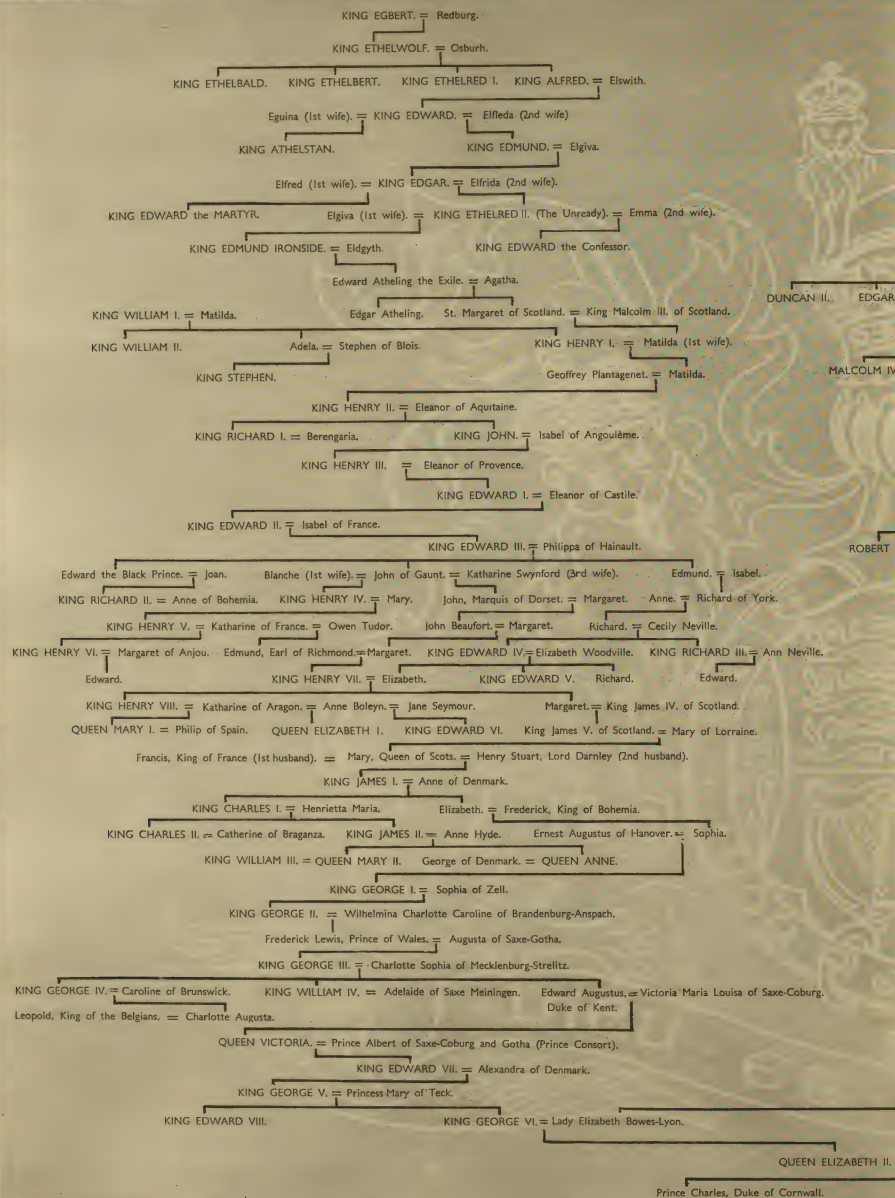 KING EGBERT. = Redburg.
KING ETHELWOLF. = Osburh.
KING ETHELBALD. KING ETHELBERT. KING ETHELRED I. KING ALFRED. = Elswith.
Eguina (1st wife). = KING EDWARD. = Elfleda (2nd wife)
KING ATHELSTAN. KING EDMUND. = Elgiva.
Elfred (1st wife). = KING EDGAR. = Elfrida (2nd wife).
KING EDWARD the MARTYR. Elgiva (1st wife). = KING ETHELRED II. (The Unready). = Emma (2nd wife).
KING EDMUND IRONSIDE. = Eldgyth. KING EDWARD the Confessor.
Edward Atheling the Exile. = Agatha.
DUNCAN II. EDGAR
KING WILLIAM I. = Matilda. Edgar Atheling. St. Margaret of Scotland. = King Malcolm III. of Scotland.
KING WILLIAM II. Adela. = Stephen of Blois. KING HENRY I. = Matilda (1st wife).
KING STEPHEN. Geoffrey Plantagenet. = Matilda. MALCOLM IV
KING HENRY II. = Eleanor of Aquitaine.
KING RICHARD I. = Berengaria. KING JOHN. = Isabel of Angoulème.
KING HENRY III. = Eleanor of Provence.
KING EDWARD I. = Eleanor of Castile.
KING EDWARD II. = Isabel of France.
KING EDWARD III. = Philippa of Hainault. ROBERT
Edward the Black Prince. = Joan. Blanche (1st wife). = John of Gaunt. = Katharine Swynford (3rd wife). Edmund. = Isabel.
KING RICHARD II. = Anne of Bohemia. KING HENRY IV. = Mary. John, Marquis of Dorset. = Margaret. Anne. = Richard of York.
KING HENRY V. = Katharine of France. = Owen Tudor. John Beaufort. = Margaret. Richard. = Cecily Neville.
KING HENRY VI. = Margaret of Anjou. Edmund, Earl of Richmond. = Margaret. KING EDWARD IV. = Elizabeth Woodville. KING RICHARD III. = Ann Neville.
Edward. KING HENRY VII. = Elizabeth. KING EDWARD V. Richard. Edward.
KING HENRY VIII. = Katharine of Aragon. = Anne Boleyn. = Jane Seymour. Margaret. = King James IV. of Scotland.
QUEEN MARY I. = Philip of Spain. QUEEN ELIZABETH I. KING EDWARD VI. King James V. of Scotland. = Mary of Lorraine.
Francis, King of France (1st husband). = Mary, Queen of Scots. = Henry Stuart, Lord Darnley (2nd husband).
KING JAMES I. = Anne of Denmark.
KING CHARLES I. = Henrietta Maria. Elizabeth. = Frederick, King of Bohemia.
KING CHARLES II. = Catherine of Braganza. KING JAMES II. = Anne Hyde. Ernest Augustus of Hanover. = Sophia.
KING WILLIAM III. = QUEEN MARY II. George of Denmark. = QUEEN ANNE.
KING GEORGE I. = Sophia of Zell.
KING GEORGE II. = Wilhelmina Charlotte Caroline of Brandenburg-Anspach.
Frederick Lewis, Prince of Wales. = Augusta of Saxe-Gotha.
KING GEORGE III. = Charlotte Sophia of Mecklenburg-Strelitz.
KING GEORGE IV. = Caroline of Brunswick. KING WILLIAM IV. = Adelaide of Saxe Meiningen. Edward Augustus, = Victoria Maria Louisa of Saxe-Coburg.
Duke of Kent.
Leopold, King of the Belgians. = Charlotte Augusta.
QUEEN VICTORIA. = Prince Albert of Saxe-Coburg and Gotha (Prince Consort).
KING EDWARD VII. = Alexandra of Denmark.
KING GEORGE V. = Princess Mary of Teck.
KING EDWARD VIII. KING GEORGE VI. = Lady Elizabeth Bowes-Lyon.
QUEEN ELIZABETH II.
Prince Charles, Duke of Cornwall.